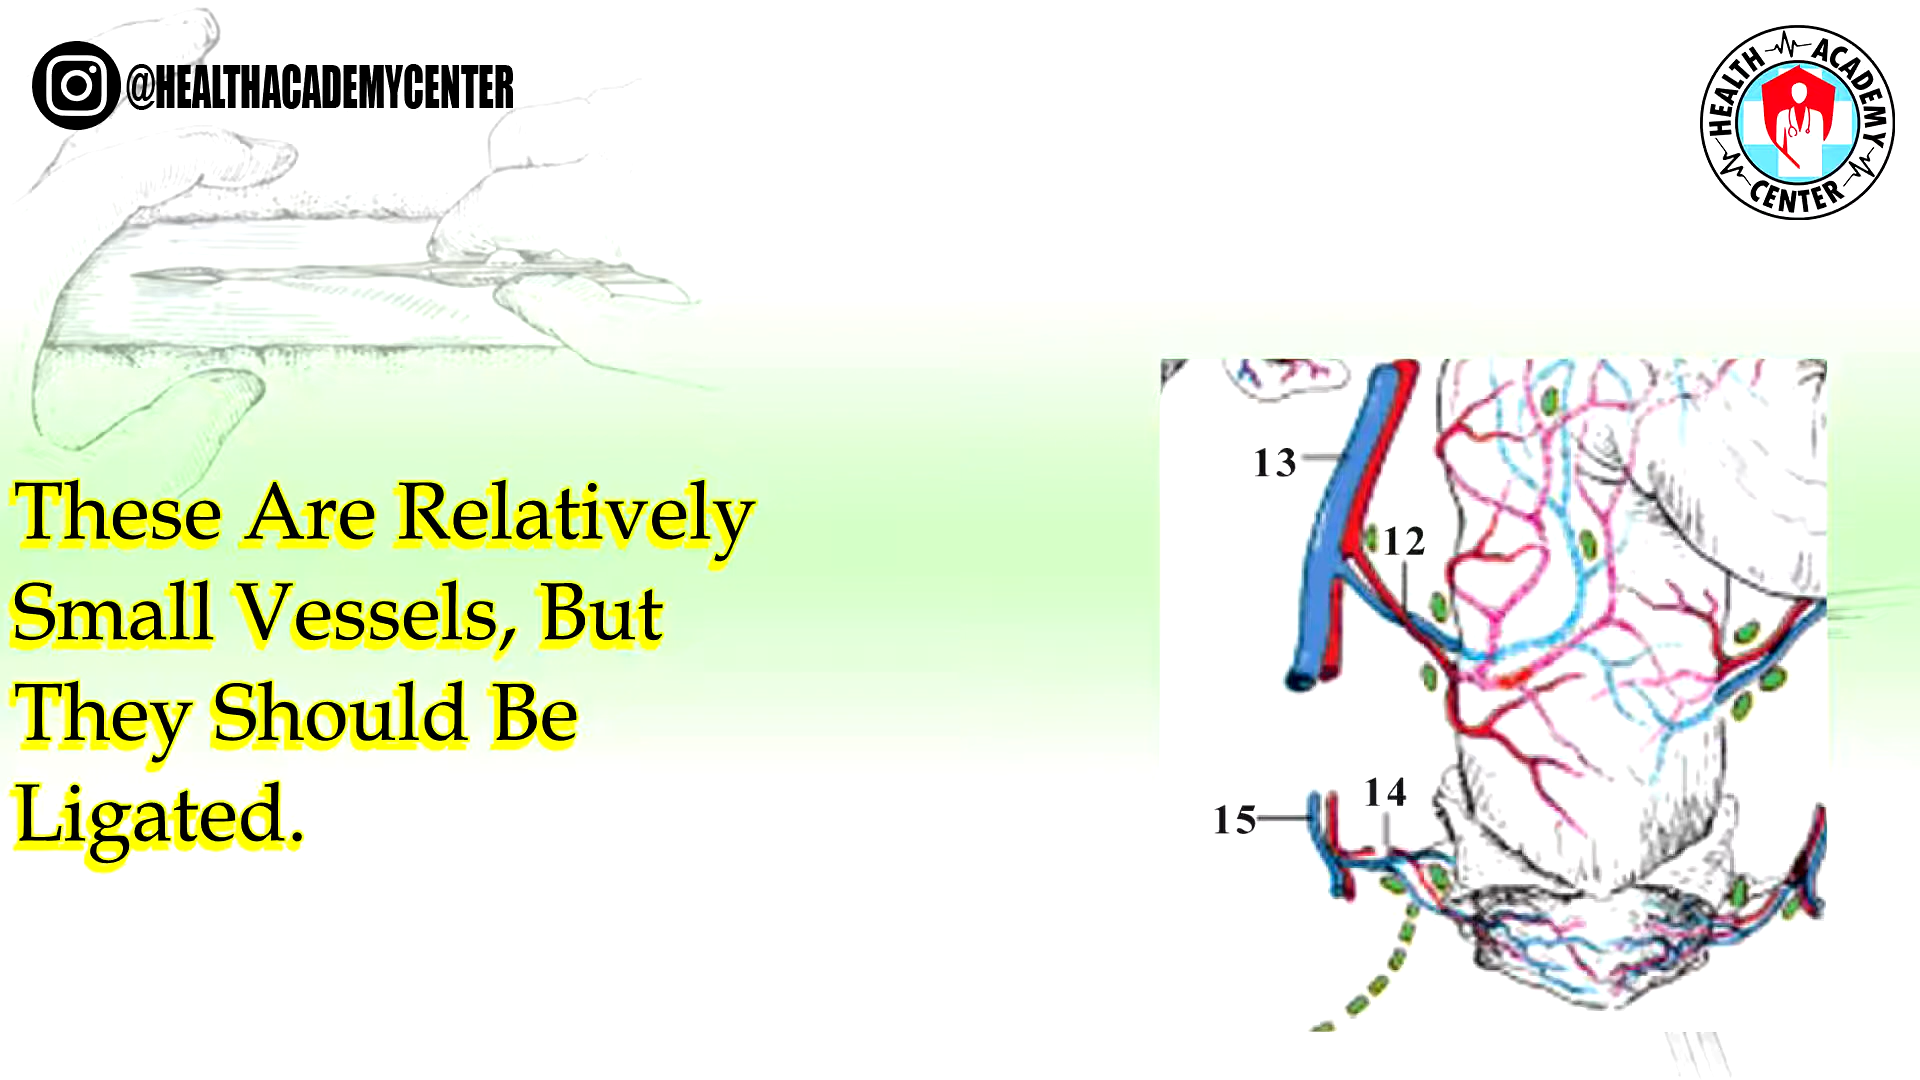 @HEALTHACADEMYCENTER
HEALTH ACADEMY
CENTER
These Are Relatively
Small Vessels, But
They Should Be
Ligated.
13
12
14
15